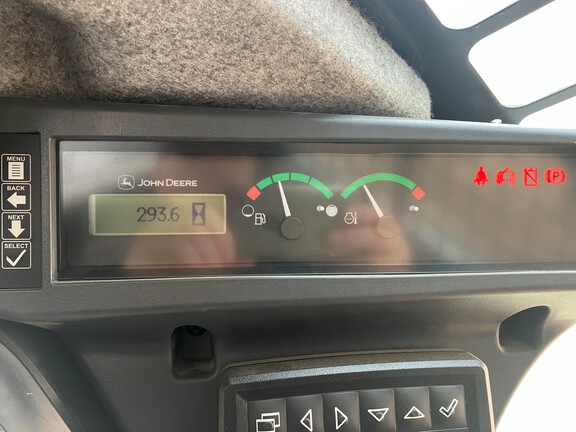 MENU
BACK
NEXT
SELECT
JOHN DEERE
293.6
P